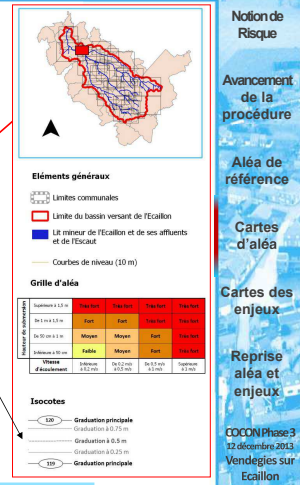 Eléments généraux
Limites communales
Limite du bassin versant de l'Ecaillon
Lit mineur de l'Ecaillon et de ses affluents
et de l'Escaut
Courbes de niveau (10 m)
Grille d'aléa
Hauteur de submersion
Supérieure à 1,5 m Très fort Très fort Très fort Très fort
De 1 m à 1,5 m Fort Fort Très fort Très fort
De 50 cm à 1 m Moyen Moyen Fort Très fort
Inférieure à 50 cm Faible Moyen Fort Très fort
Vitesse
d'écoulement
Inférieure
à 0.2 m/s
De 0,2 m/s
à 0,5 m/s
De 0,5 m/s
à 1 m/s
Supérieure
à 1 m/s
Isocotes
120 Graduation principale
Graduation à 0.75 m
Graduation à 0.5 m
Graduation à 0.25 m
119 Graduation principale
Notion de
Risque
Avancement
de la
procédure
Aléa de
référence
Cartes
d'aléa
Cartes des
enjeux
Reprise
aléa et
enjeux
COCON Phase 3
12 décembre 2013
Vendegies sur
Ecaillon